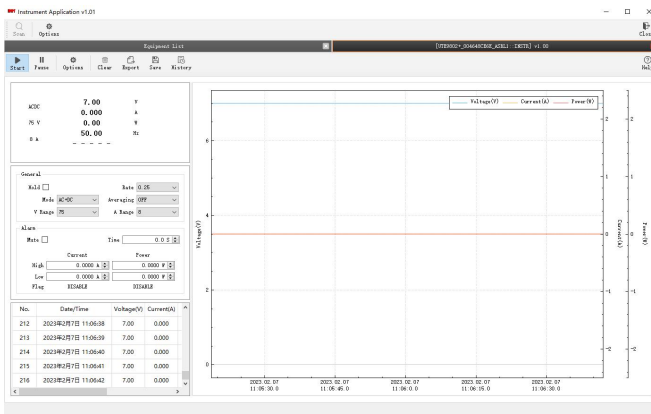 Instrument Application v1.01
Scan Options Close
Equipment List
[UTE9802+_GG4648CEGE_ASRL1::INSTR] v1.00
Start Pause Options Clear Export Save History Help
ACDC 7.00 V
0.000 A
75 V 0.00 W
8 A 50.00 Hz
- - - - -
General
Hold Rate 0.25
Mode AC+DC Averaging OFF
V Range 75 A Range 8
Alarm
Mute Time 0.0 S
Current Power
High 0.0000 A 0.0000 W
Low 0.0000 A 0.0000 W
Flag DISABLE DISABLE
No. Date/Time Voltage(V) Current(A)
212 2023年2月7日 11:06:38 7.00 0.000
213 2023年2月7日 11:06:39 7.00 0.000
214 2023年2月7日 11:06:40 7.00 0.000
215 2023年2月7日 11:06:41 7.00 0.000
216 2023年2月7日 11:06:42 7.00 0.000
Voltage(V) Current(A) Power(W)
6
4
2
0
Voltage(V)
2 2
1 1
0 0
-1 -1
-2 -2
Current(A)
Power(W)
2023.02.07 2023.02.07 2023.02.07 2023.02.07 2023.02.07
11:05:30.0 11:05:45.0 11:06:0.0 11:06:15.0 11:06:30.0